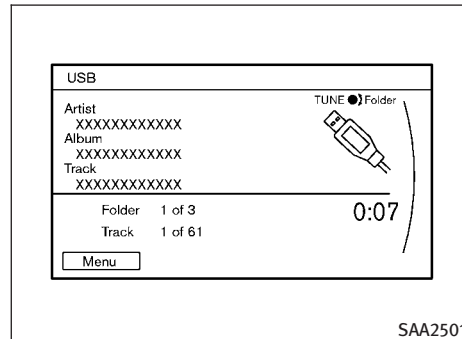 USB
TUNE Folder
Artist
XXXXXXXXXXXX
Album
XXXXXXXXXXXX
Track
XXXXXXXXXXXX
Folder 1 of 3
0:07
Track 1 of 61
Menu
SAA2501